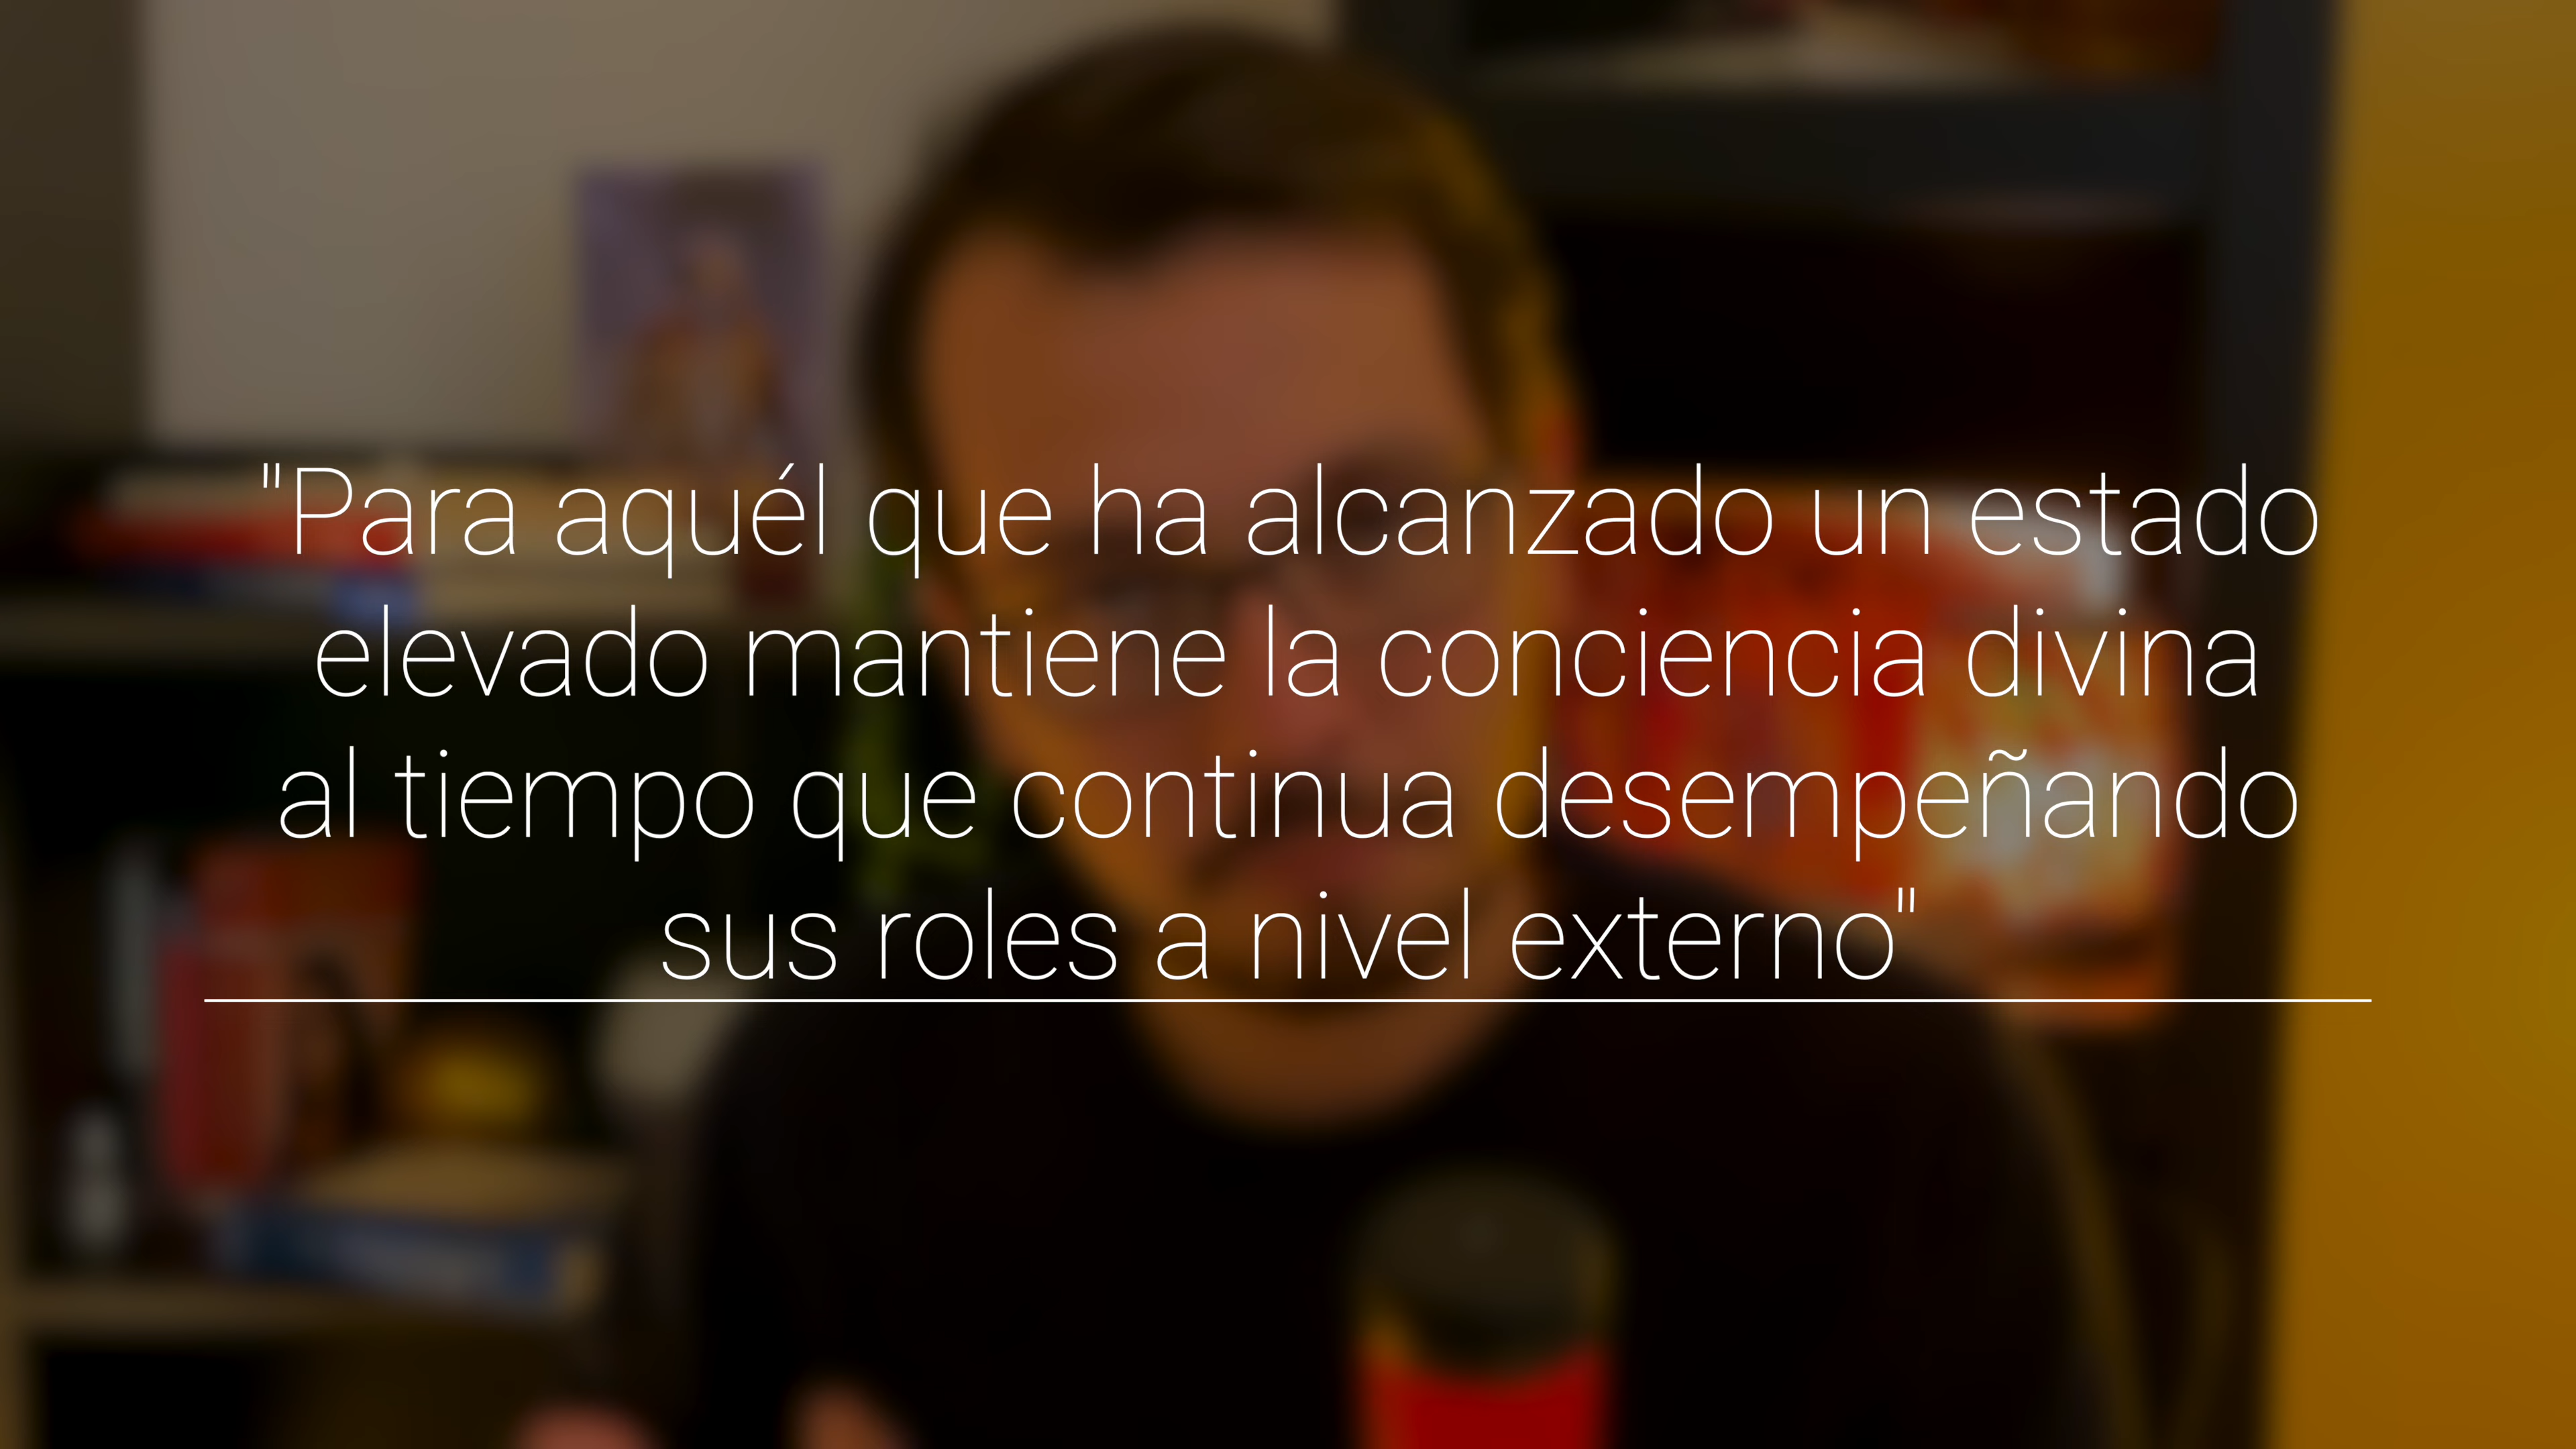 "Para aquél que ha alcanzado un estado
elevado mantiene la conciencia divina
al tiempo que continua desempeñando
sus roles a nivel externo"